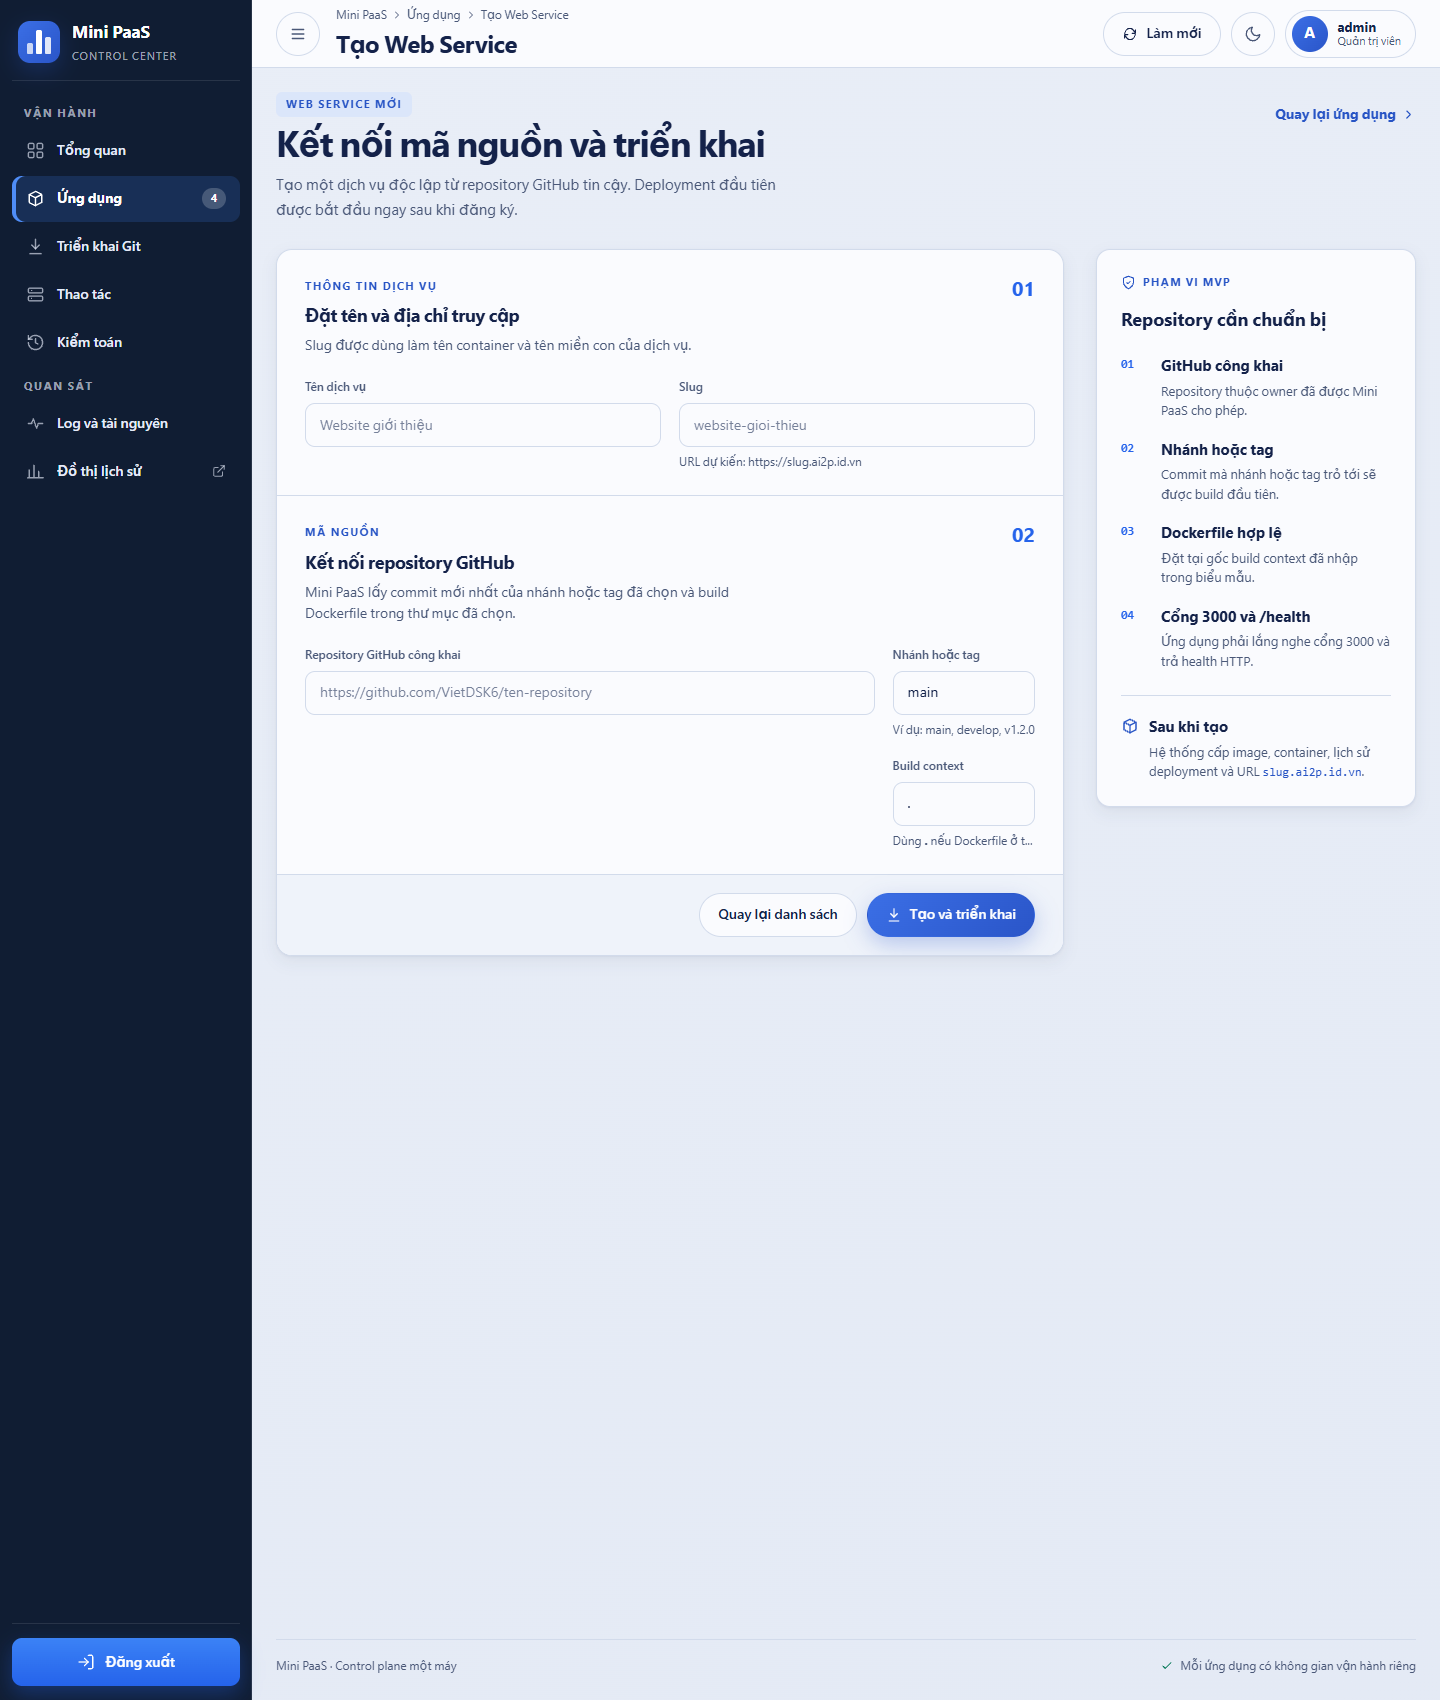 Mini PaaS
CONTROL CENTER
VẬN HÀNH
Tổng quan
Ứng dụng 4
Triển khai Git
Thao tác
Kiểm toán
QUAN SÁT
Log và tài nguyên
Đồ thị lịch sử
Đăng xuất
Mini PaaS > Ứng dụng > Tạo Web Service
Tạo Web Service
Làm mới
A
admin
Quản trị viên
WEB SERVICE MỚI
Kết nối mã nguồn và triển khai
Tạo một dịch vụ độc lập từ repository GitHub tin cậy. Deployment đầu tiên
được bắt đầu ngay sau khi đăng ký.
Quay lại ứng dụng
THÔNG TIN DỊCH VỤ
01
Đặt tên và địa chỉ truy cập
Slug được dùng làm tên container và tên miền con của dịch vụ.
Tên dịch vụ
Website giới thiệu
Slug
website-gioi-thieu
URL dự kiến: https://slug.ai2p.id.vn
MÃ NGUỒN
02
Kết nối repository GitHub
Mini PaaS lấy commit mới nhất của nhánh hoặc tag đã chọn và build
Dockerfile trong thư mục đã chọn.
Repository GitHub công khai
https://github.com/VietDSK6/ten-repository
Nhánh hoặc tag
main
Ví dụ: main, develop, v1.2.0
Build context
.
Dùng . nếu Dockerfile ở t...
Quay lại danh sách
Tạo và triển khai
PHẠM VI MVP
Repository cần chuẩn bị
01
GitHub công khai
Repository thuộc owner đã được Mini
PaaS cho phép.
02
Nhánh hoặc tag
Commit mà nhánh hoặc tag trỏ tới sẽ
được build đầu tiên.
03
Dockerfile hợp lệ
Đặt tại gốc build context đã nhập
trong biểu mẫu.
04
Cổng 3000 và /health
Ứng dụng phải lắng nghe cổng 3000 và
trả health HTTP.
Sau khi tạo
Hệ thống cấp image, container, lịch sử
deployment và URL slug.ai2p.id.vn.
Mini PaaS · Control plane một máy
Mỗi ứng dụng có không gian vận hành riêng